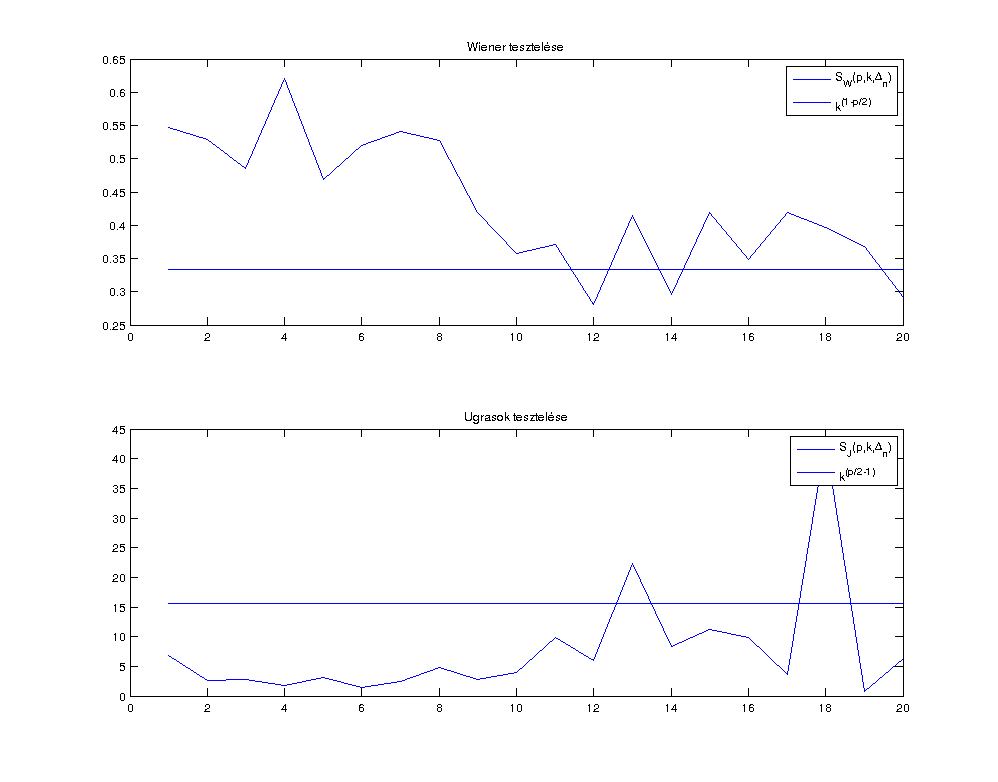 Wiener tesztelése
0.65
0.6
0.55
0.5
0.45
0.4
0.35
0.3
0.25
S_W(p,k,Δ_n)
k^(1-p/2)
0 2 4 6 8 10 12 14 16 18 20
Ugrasok tesztelése
45
40
35
30
25
20
15
10
5
0
S_J(p,k,Δ_n)
k^(p/2-1)
0 2 4 6 8 10 12 14 16 18 20